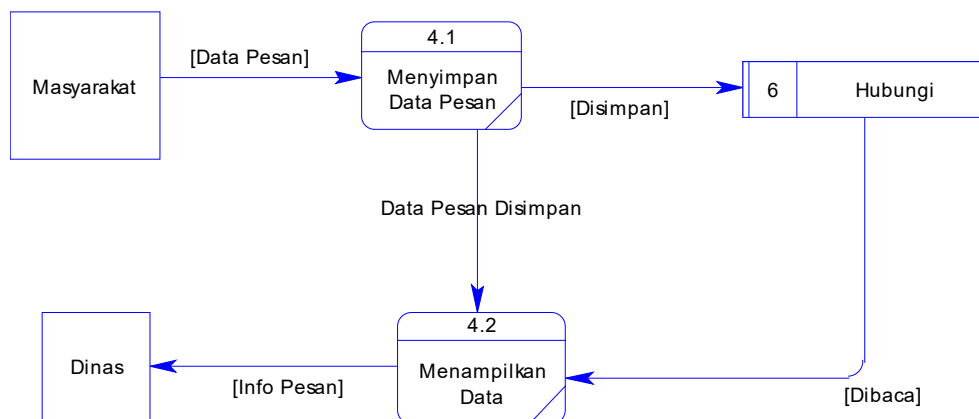 4.1
[Data Pesan]
Masyarakat
Menyimpan
Data Pesan
6
Hubungi
[Disimpan]
Data Pesan Disimpan
4.2
Dinas
Menampilkan
Data
[Info Pesan]
[Dibaca]